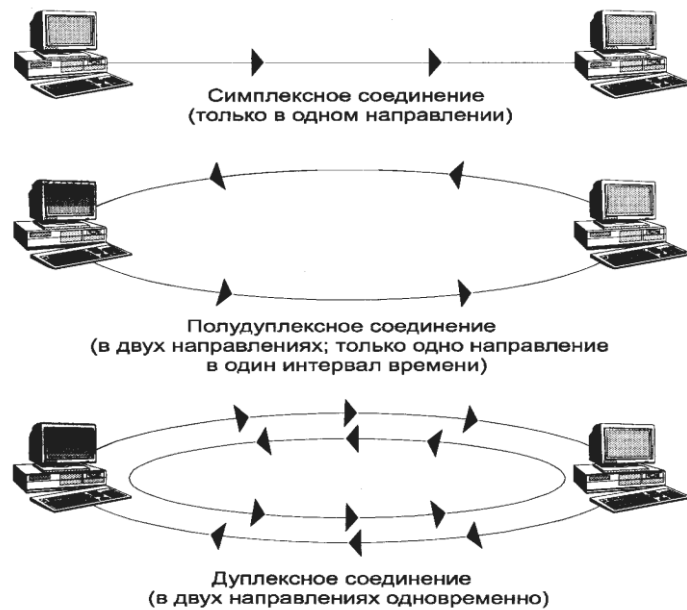 Симплексное соединение
(только в одном направлении)
Полудуплексное соединение
(в двух направлениях; только одно направление
в один интервал времени)
Дуплексное соединение
(в двух направлениях одновременно)